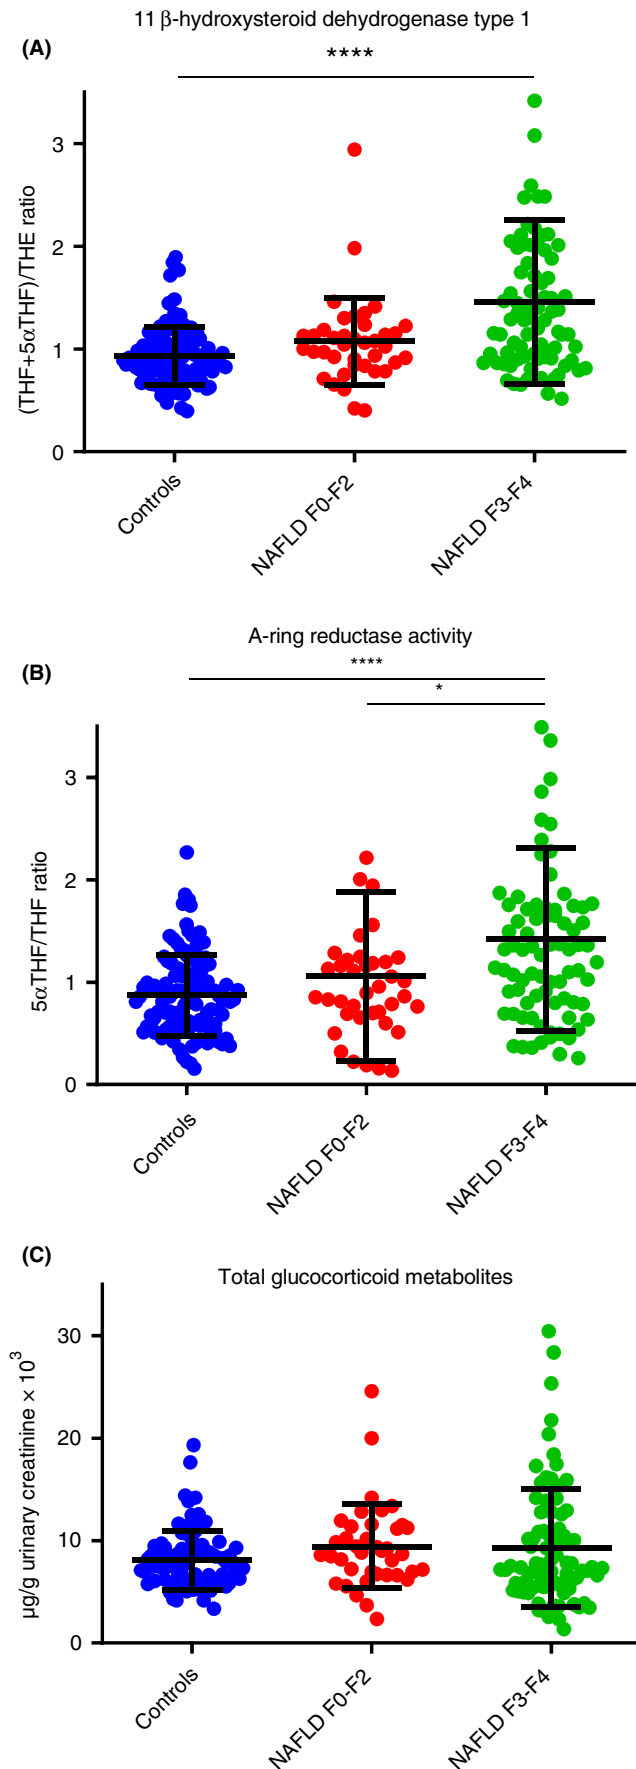 11 β-hydroxysteroid dehydrogenase type 1
(A)
****
(THF+5αTHF)/THE ratio
3
2
1
0
Controls
NAFLD F0-F2
NAFLD F3-F4
A-ring reductase activity
(B)
****
*
5αTHF/THF ratio
3
2
1
0
Controls
NAFLD F0-F2
NAFLD F3-F4
(C)
Total glucocorticoid metabolites
µg/g urinary creatinine × 10³
30
20
10
0
Controls
NAFLD F0-F2
NAFLD F3-F4